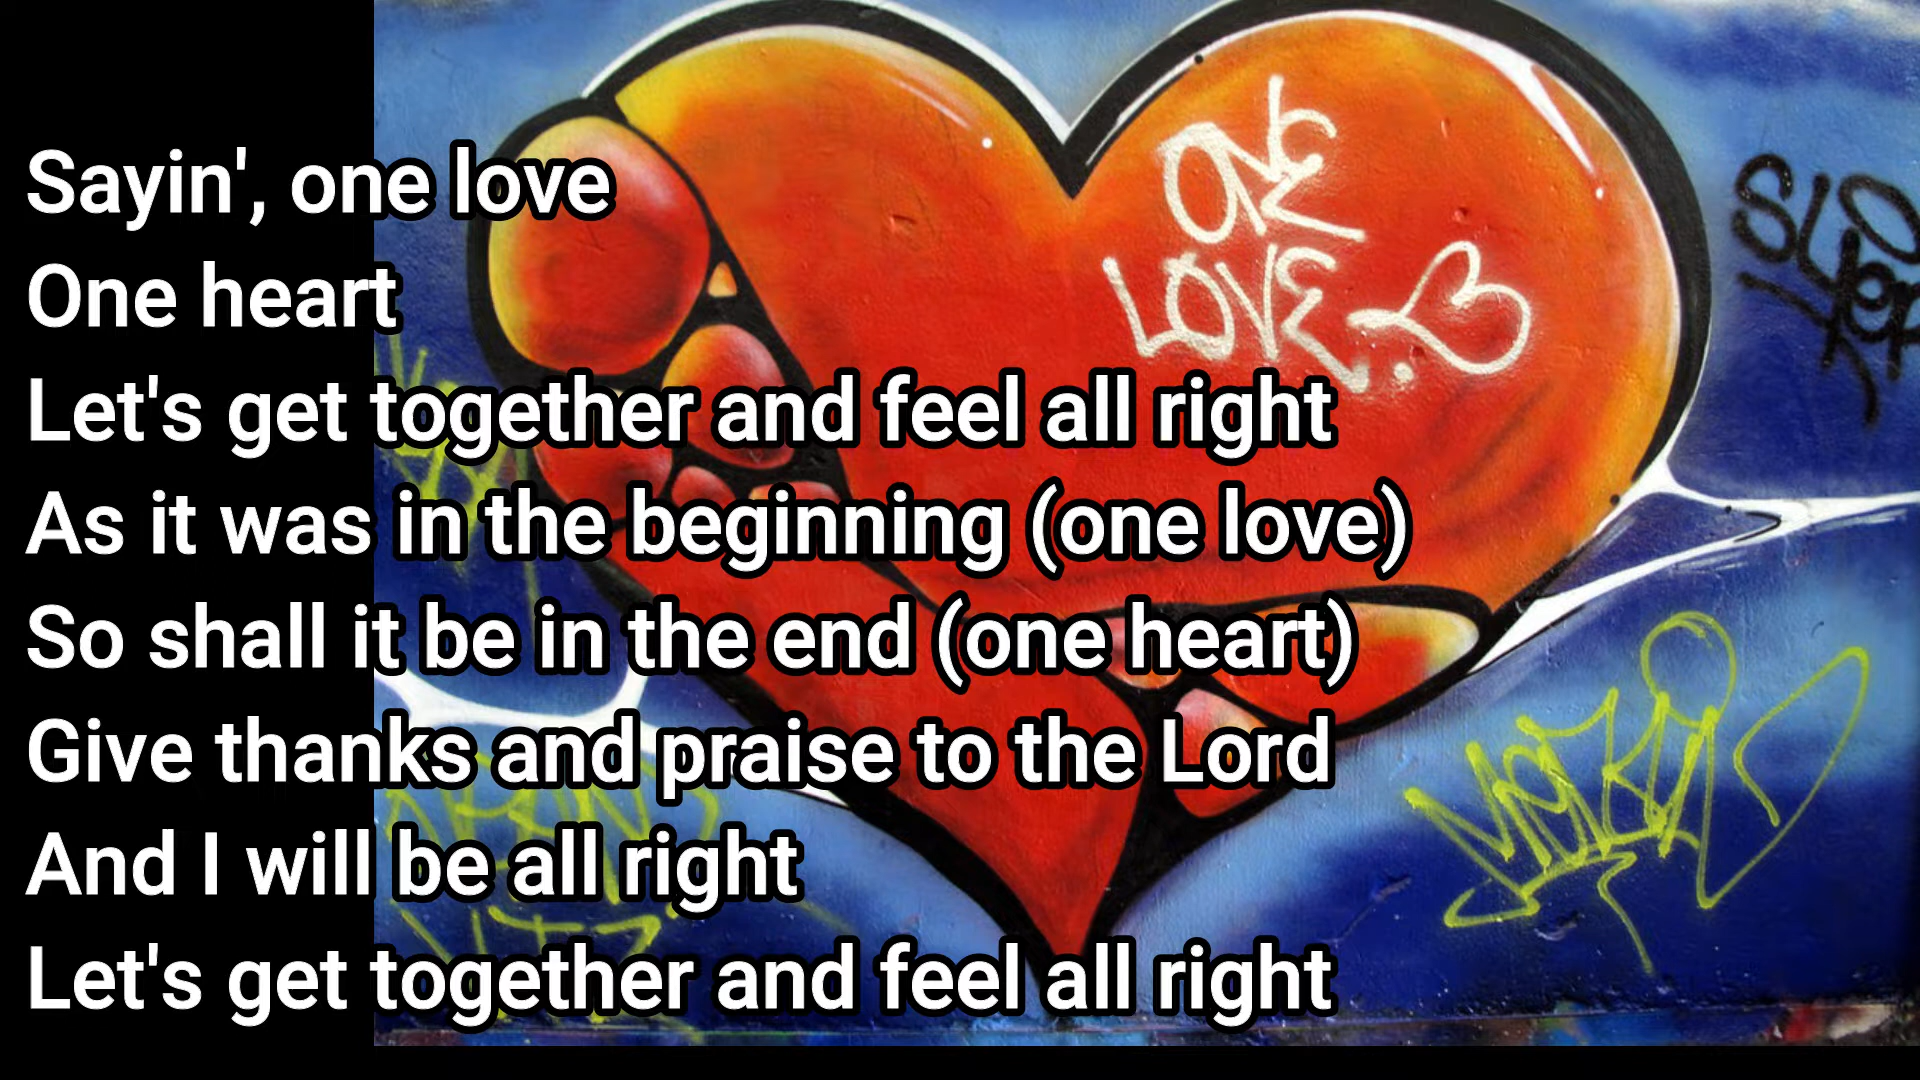 Sayin', one love
One heart
Let's get together and feel all right
As it was in the beginning (one love)
So shall it be in the end (one heart)
Give thanks and praise to the Lord
And I will be all right
Let's get together and feel all right
ONE
LOVE.